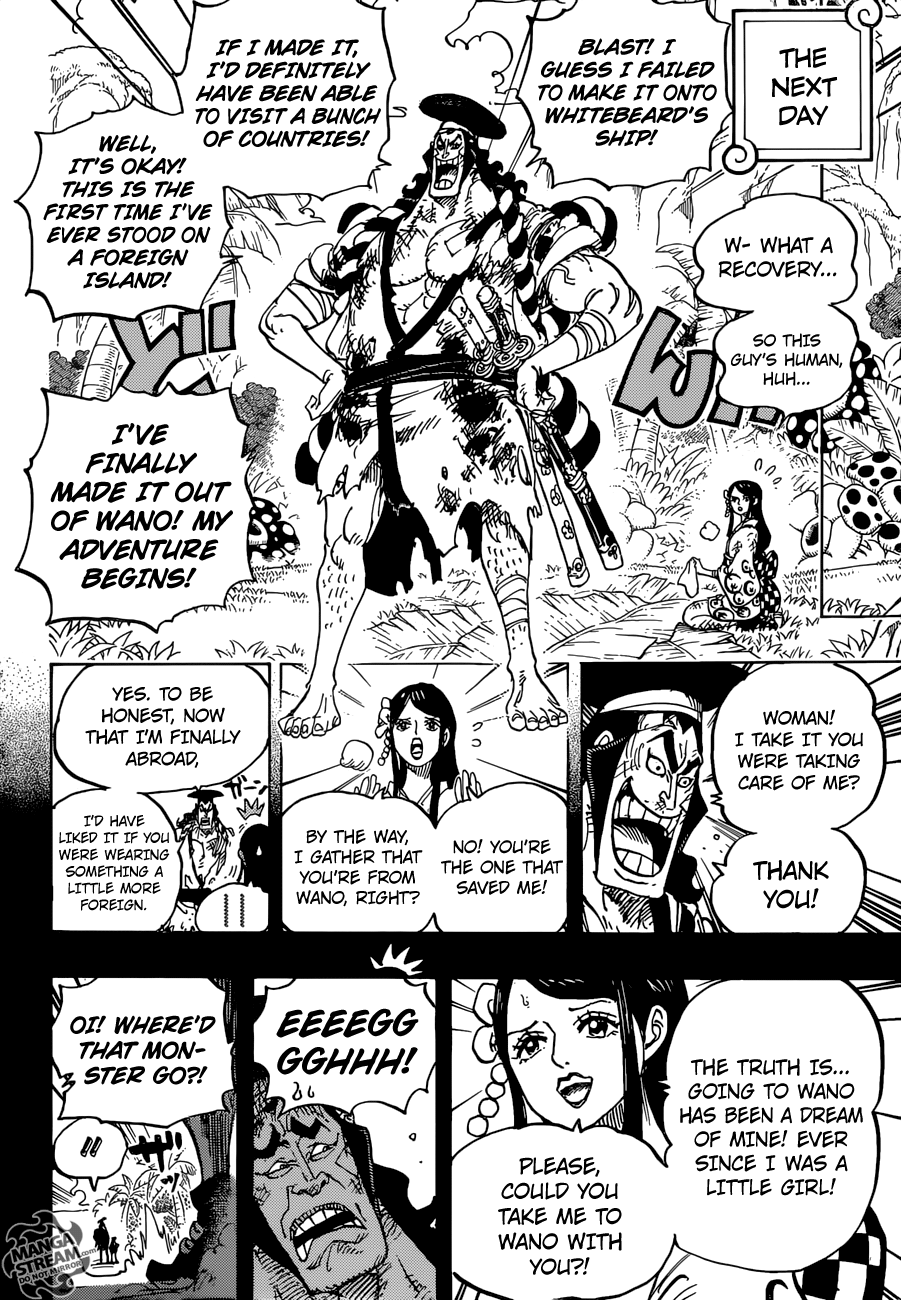 THE
NEXT
DAY
BLAST! I
GUESS I FAILED
TO MAKE IT ONTO
WHITEBEARD'S
SHIP!
IF I MADE IT,
I'D DEFINITELY
HAVE BEEN ABLE
TO VISIT A BUNCH
OF COUNTRIES!
WELL,
IT'S OKAY!
THIS IS THE
FIRST TIME I'VE
EVER STOOD ON
A FOREIGN
ISLAND!
W- WHAT A
RECOVERY...
SO THIS
GUY'S HUMAN,
HUH...
I'VE
FINALLY
MADE IT OUT
OF WANO! MY
ADVENTURE
BEGINS!
WOMAN!
I TAKE IT YOU
WERE TAKING
CARE OF ME?
THANK
YOU!
NO! YOU'RE
THE ONE THAT
SAVED ME!
BY THE WAY,
I GATHER THAT
YOU'RE FROM
WANO, RIGHT?
YES. TO BE
HONEST, NOW
THAT I'M FINALLY
ABROAD,
I'D HAVE
LIKED IT IF YOU
WERE WEARING
SOMETHING A
LITTLE MORE
FOREIGN.
!!
THE TRUTH IS...
GOING TO WANO
HAS BEEN A DREAM
OF MINE! EVER
SINCE I WAS A
LITTLE GIRL!
PLEASE,
COULD YOU
TAKE ME TO
WANO WITH
YOU?!
EEEEGG
GGHHH!
OI! WHERE'D
THAT MON-
STER GO?!
!!
MANGA
STREAM.com
DO NOT MIRROR